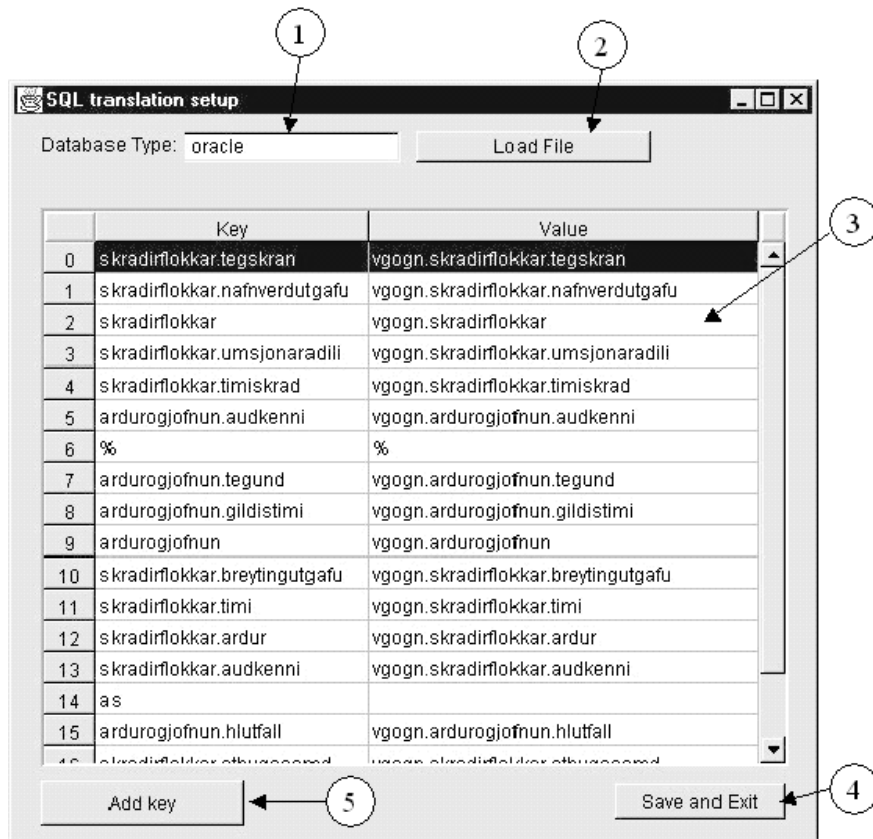 1
2
SQL translation setup
Database Type: oracle Load File
Key Value
3
0 skradirflokkar.tegskran vgogn.skradirflokkar.tegskran
1 skradirflokkar.nafnverdutgafu vgogn.skradirflokkar.nafnverdutgafu
2 skradirflokkar vgogn.skradirflokkar
3 skradirflokkar.umsjonaradili vgogn.skradirflokkar.umsjonaradili
4 skradirflokkar.timiskrad vgogn.skradirflokkar.timiskrad
5 ardurogjofnun.audkenni vgogn.ardurogjofnun.audkenni
6 % %
7 ardurogjofnun.tegund vgogn.ardurogjofnun.tegund
8 ardurogjofnun.gildistimi vgogn.ardurogjofnun.gildistimi
9 ardurogjofnun vgogn.ardurogjofnun
10 skradirflokkar.breytingutgafu vgogn.skradirflokkar.breytingutgafu
11 skradirflokkar.timi vgogn.skradirflokkar.timi
12 skradirflokkar.ardur vgogn.skradirflokkar.ardur
13 skradirflokkar.audkenni vgogn.skradirflokkar.audkenni
14 as
15 ardurogjofnun.hlutfall vgogn.ardurogjofnun.hlutfall
Add key 5 Save and Exit 4